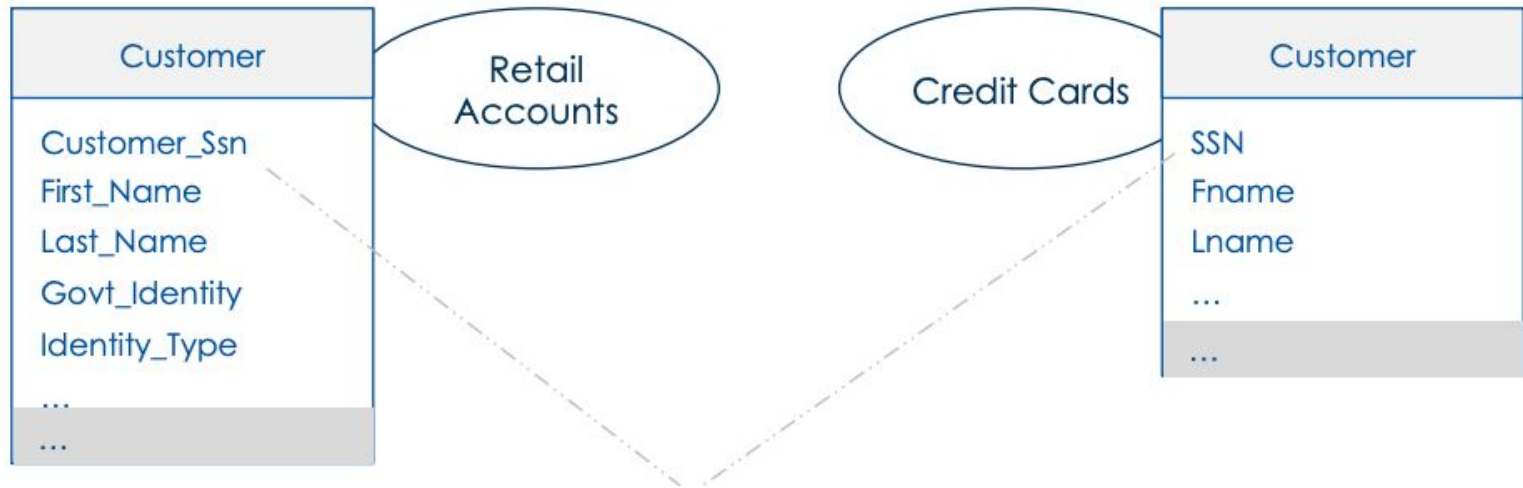 Customer
Customer_Ssn
First_Name
Last_Name
Govt_Identity
Identity_Type
...
...
Retail
Accounts
Credit Cards
Customer
SSN
Fname
Lname
...
...